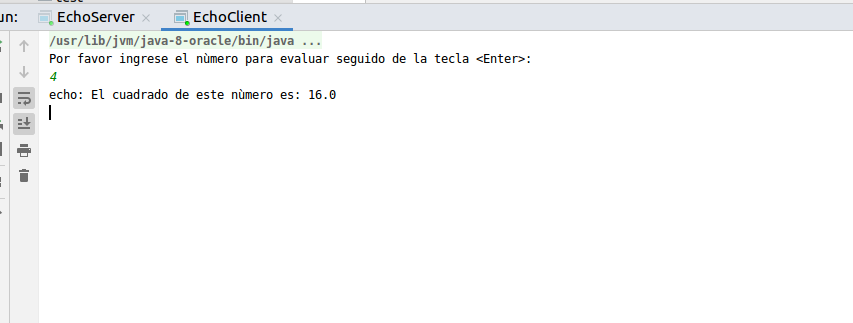 un: EchoServer × EchoClient ×
/usr/lib/jvm/java-8-oracle/bin/java ...
Por favor ingrese el nùmero para evaluar seguido de la tecla <Enter>:
4
echo: El cuadrado de este nùmero es: 16.0